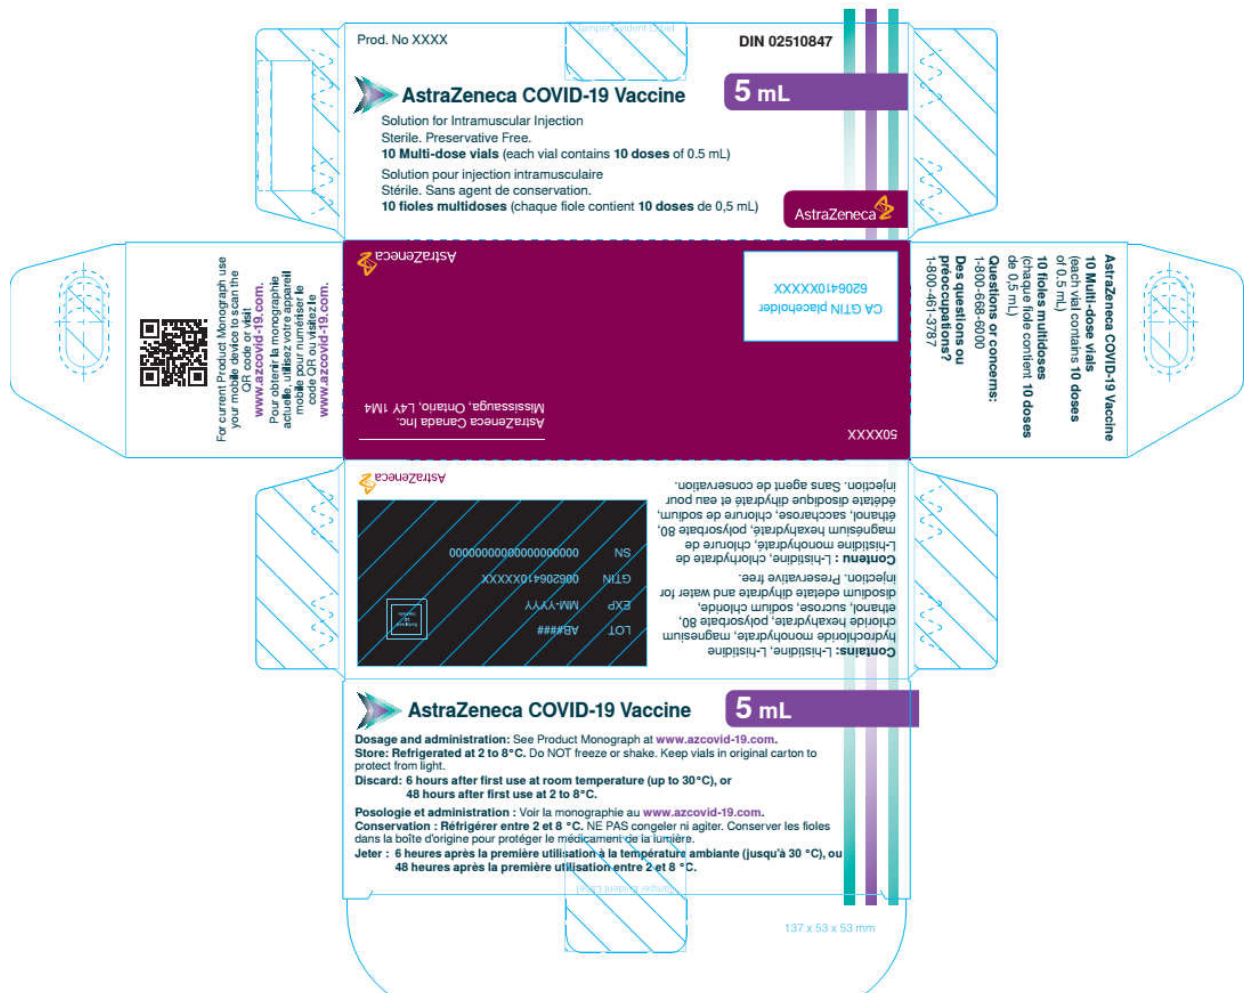 Prod. No XXXX
Tamper Evident Label
DIN 02510847
AstraZeneca COVID-19 Vaccine
5 mL
Solution for Intramuscular Injection
Sterile. Preservative Free.
10 Multi-dose vials (each vial contains 10 doses of 0.5 mL)
Solution pour injection intramusculaire
Stérile. Sans agent de conservation.
10 fioles multidoses (chaque fiole contient 10 doses de 0,5 mL)
AstraZeneca
For current Product Monograph use
your mobile device to scan the
QR code or visit
www.azcovid-19.com.
Pour obtenir la monographie
actuelle, utilisez votre appareil
mobile pour numériser le
code QR ou visitez le
www.azcovid-19.com.
AstraZeneca
CA GTIN placeholder
6206410XXXXX
AstraZeneca Canada Inc.
Mississauga, Ontario, L4Y 1M4
50XXXX
AstraZeneca COVID-19 Vaccine
10 Multi-dose vials
(each vial contains 10 doses
of 0.5 mL)
10 fioles multidoses
(chaque fiole contient 10 doses
de 0,5 mL)
Questions or concerns:
1-800-668-6000
Des questions ou
préoccupations?
1-800-461-3787
Contains: L-histidine, L-histidine
hydrochloride monohydrate, magnesium
chloride hexahydrate, polysorbate 80,
ethanol, sucrose, sodium chloride,
disodium edetate dihydrate and water for
injection. Preservative free.
Contenu : L-histidine, chlorhydrate de
L-histidine monohydraté, chlorure de
magnésium hexahydraté, polysorbate 80,
éthanol, saccharose, chlorure de sodium,
édétate disodique dihydraté et eau pour
injection. Sans agent de conservation.
LOT AB#####
EXP MM-YYYY
GTIN 006206410XXXXX
SN 00000000000000000000
AstraZeneca
AstraZeneca COVID-19 Vaccine
5 mL
Dosage and administration: See Product Monograph at www.azcovid-19.com.
Store: Refrigerated at 2 to 8°C. Do NOT freeze or shake. Keep vials in original carton to
protect from light.
Discard: 6 hours after first use at room temperature (up to 30°C), or
48 hours after first use at 2 to 8°C.
Posologie et administration : Voir la monographie au www.azcovid-19.com.
Conservation : Réfrigérer entre 2 et 8 °C. NE PAS congeler ni agiter. Conserver les fioles
dans la boîte d'origine pour protéger le médicament de la lumière.
Jeter : 6 heures après la première utilisation à la température ambiante (jusqu'à 30 °C), ou
48 heures après la première utilisation entre 2 et 8 °C.
Tamper Evident Label
137 x 53 x 53 mm